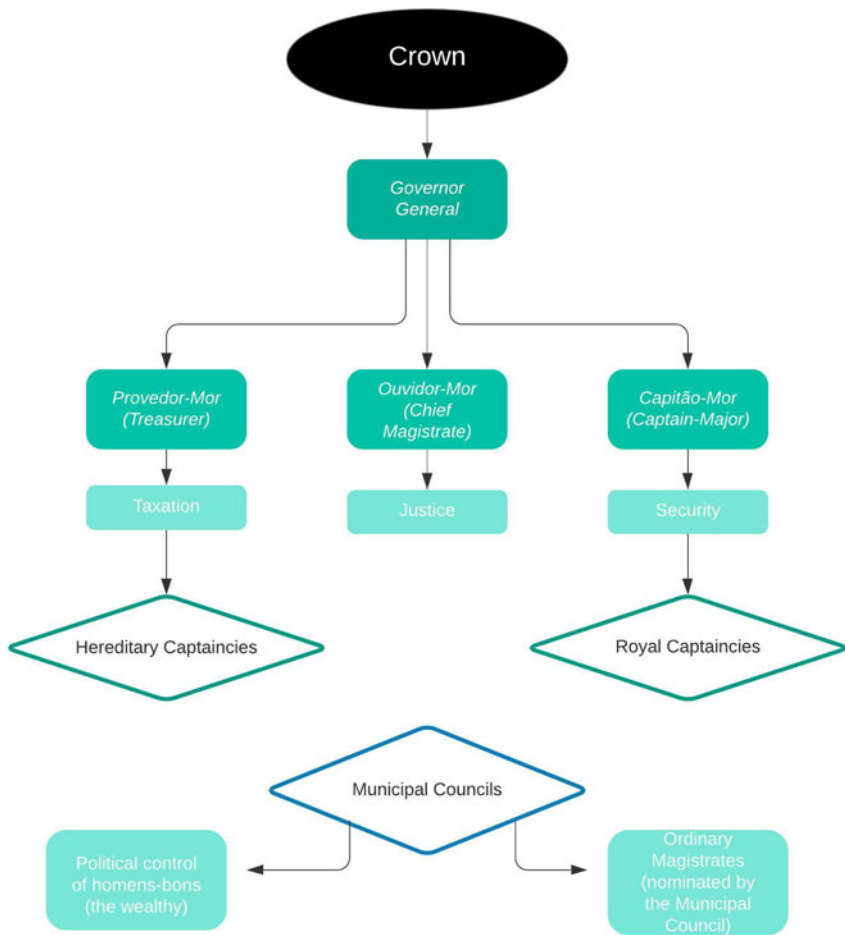 Crown
Governor
General
Provedor-Mor
(Treasurer)
Ouvidor-Mor
(Chief
Magistrate)
Capitão-Mor
(Captain-Major)
Taxation
Justice
Security
Hereditary Captaincies
Royal Captaincies
Municipal Councils
Political control
of homens-bons
(the wealthy)
Ordinary
Magistrates
(nominated by
the Municipal
Council)